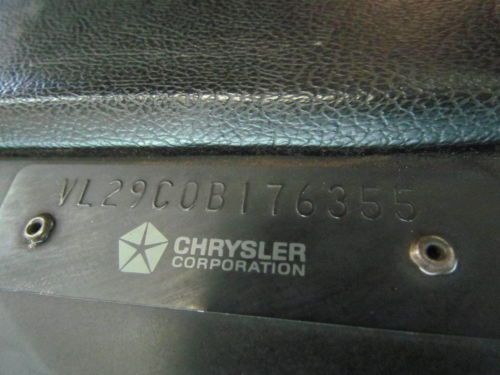 VL29C0B176355
CHRYSLER
CORPORATION